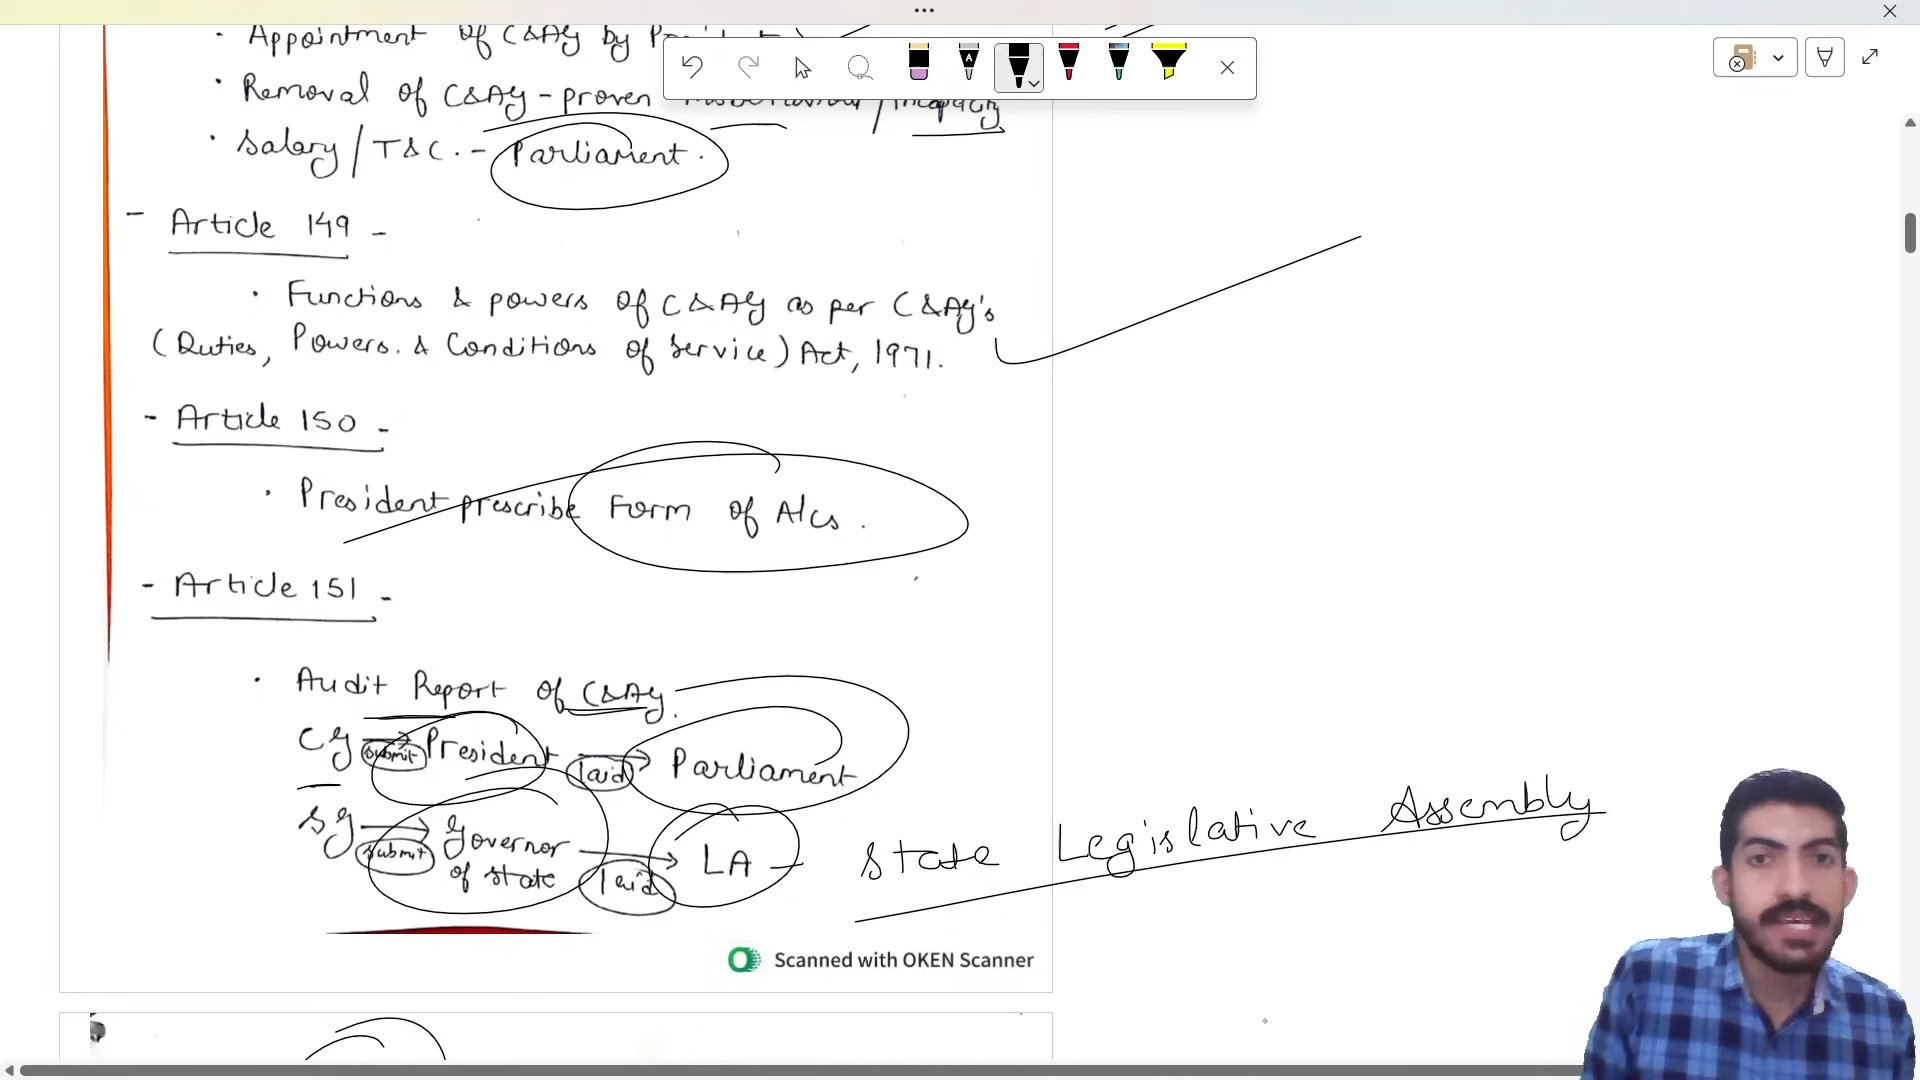 · Appointment of C&AG by
· Removal of C&AG - proven / Incapacity
· Salary / T&C. - Parliament.
- Article 149 -
· Functions & powers of C&AG as per C&AG's
(Duties, Powers. & Conditions of Service) Act, 1971.
- Article 150 -
· President prescribe Form of A/cs.
- Article 151 -
· Audit Report of C&AG.
CG submit → President laid → Parliament
SG submit → Governor of state laid → LA - State Legislative Assembly
Scanned with OKEN Scanner